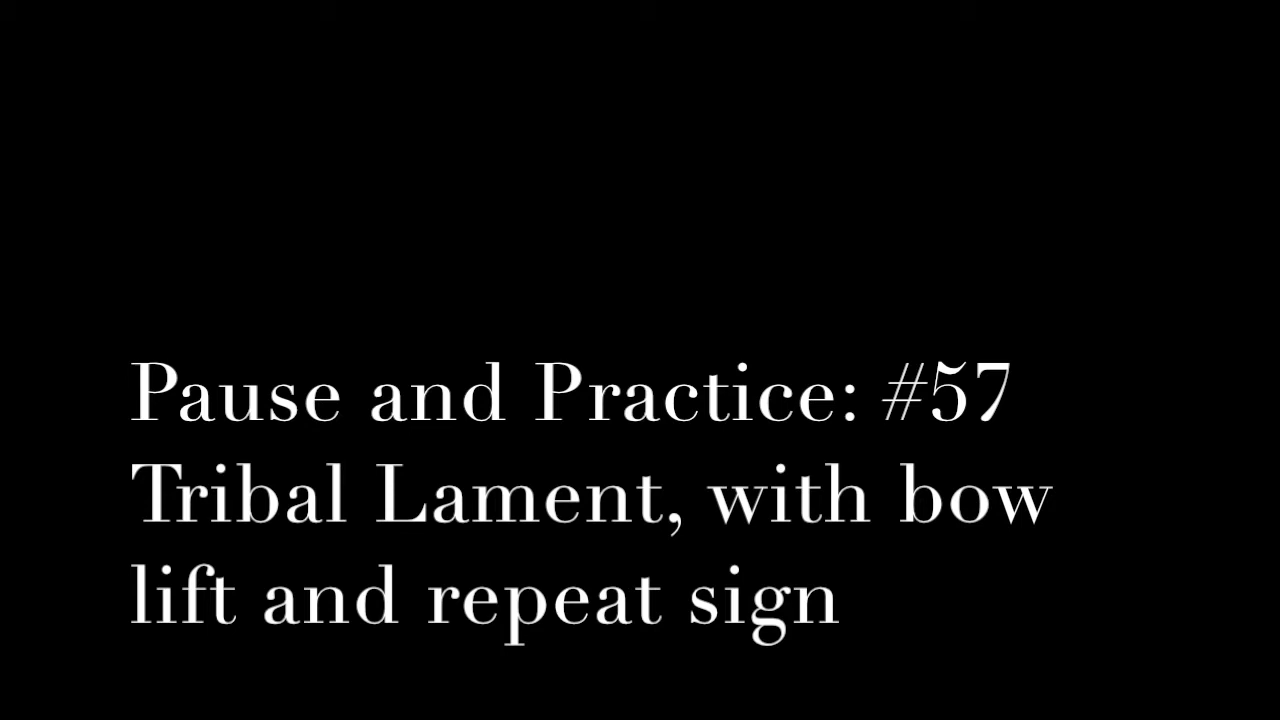 Pause and Practice: #57
Tribal Lament, with bow
lift and repeat sign